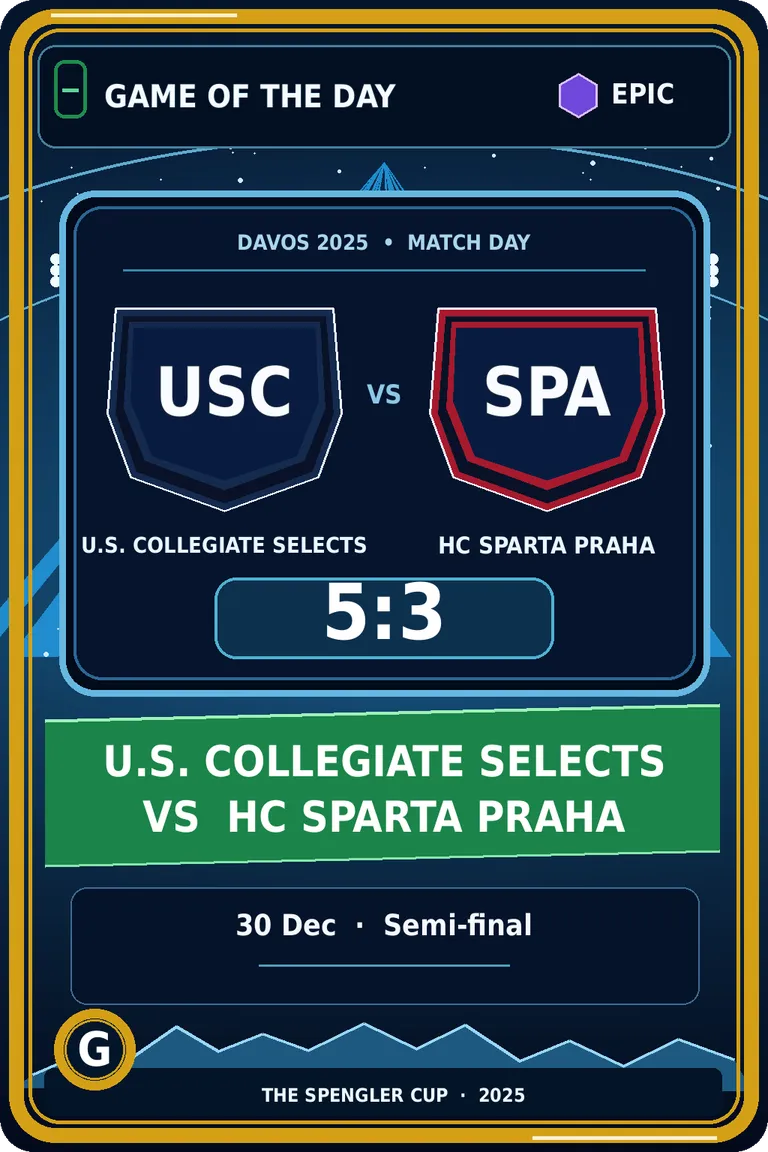 GAME OF THE DAY
EPIC
DAVOS 2025 • MATCH DAY
USC
VS
SPA
U.S. COLLEGIATE SELECTS
HC SPARTA PRAHA
5:3
U.S. COLLEGIATE SELECTS
VS HC SPARTA PRAHA
30 Dec · Semi-final
G
THE SPENGLER CUP · 2025